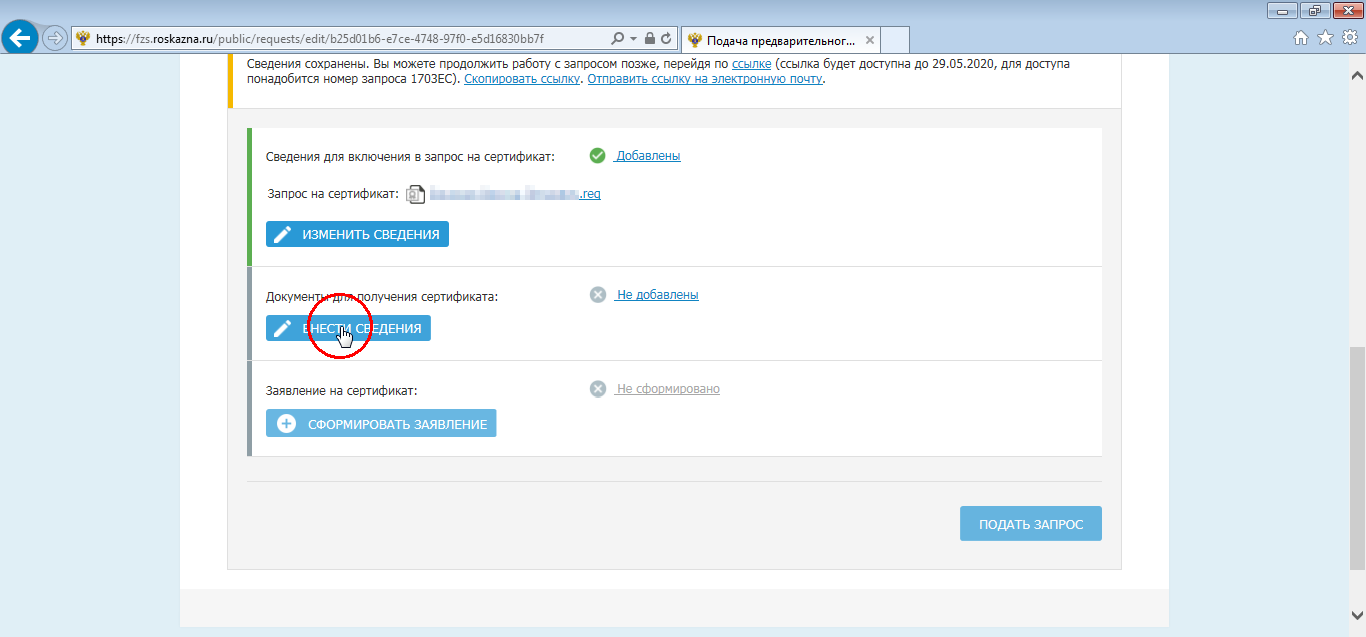 https://fzs.roskazna.ru/public/requests/edit/b25d01b6-e7ce-4748-97f0-e5d16830bb7f
Подача предварительног...
Сведения сохранены. Вы можете продолжить работу с запросом позже, перейдя по ссылке (ссылка будет доступна до 29.05.2020, для доступа
понадобится номер запроса 1703EC). Скопировать ссылку. Отправить ссылку на электронную почту.
Сведения для включения в запрос на сертификат: Добавлены
Запрос на сертификат: .req
ИЗМЕНИТЬ СВЕДЕНИЯ
Документы для получения сертификата: Не добавлены
ВНЕСТИ СВЕДЕНИЯ
Заявление на сертификат: Не сформировано
СФОРМИРОВАТЬ ЗАЯВЛЕНИЕ
ПОДАТЬ ЗАПРОС